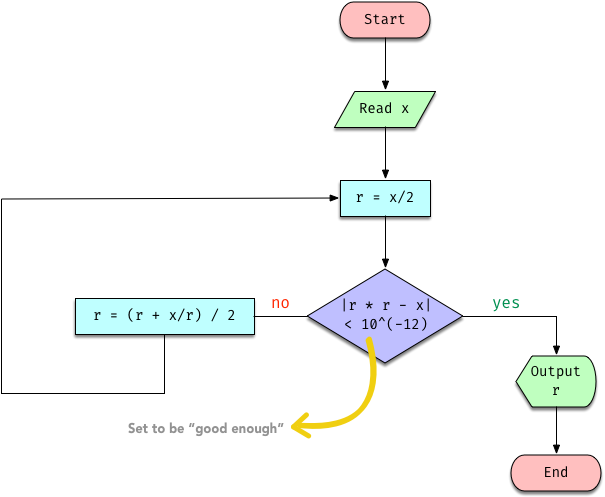 Start
Read x
r = x/2
|r * r - x|
< 10^(-12)
no
yes
r = (r + x/r) / 2
Output
r
Set to be “good enough”
End